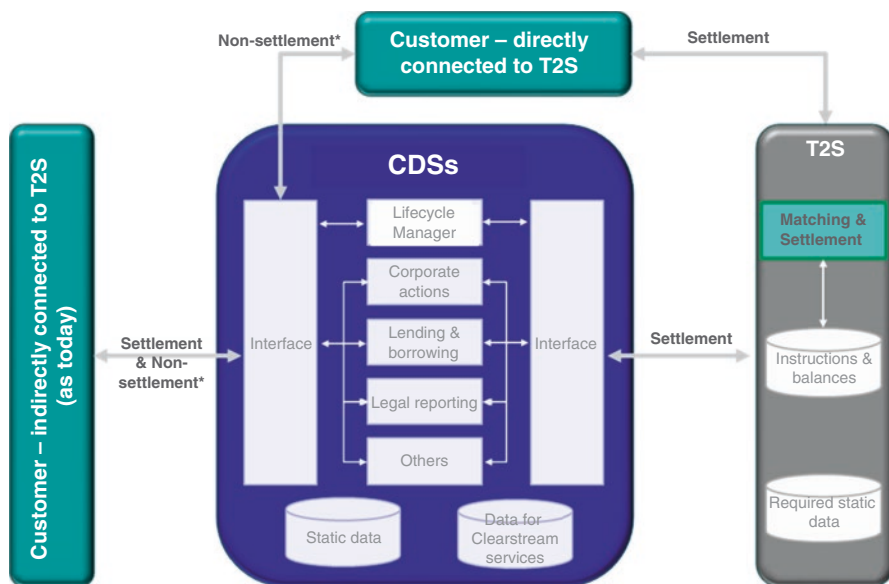 Non-settlement*
Customer – directly
connected to T2S
Settlement
Customer – indirectly connected to T2S
(as today)
CDSs
T2S
Lifecycle
Manager
Matching &
Settlement
Corporate
actions
Settlement
& Non-
settlement*
Interface
Lending &
borrowing
Interface
Settlement
Instructions &
balances
Legal reporting
Others
Static data
Data for
Clearstream
services
Required static
data